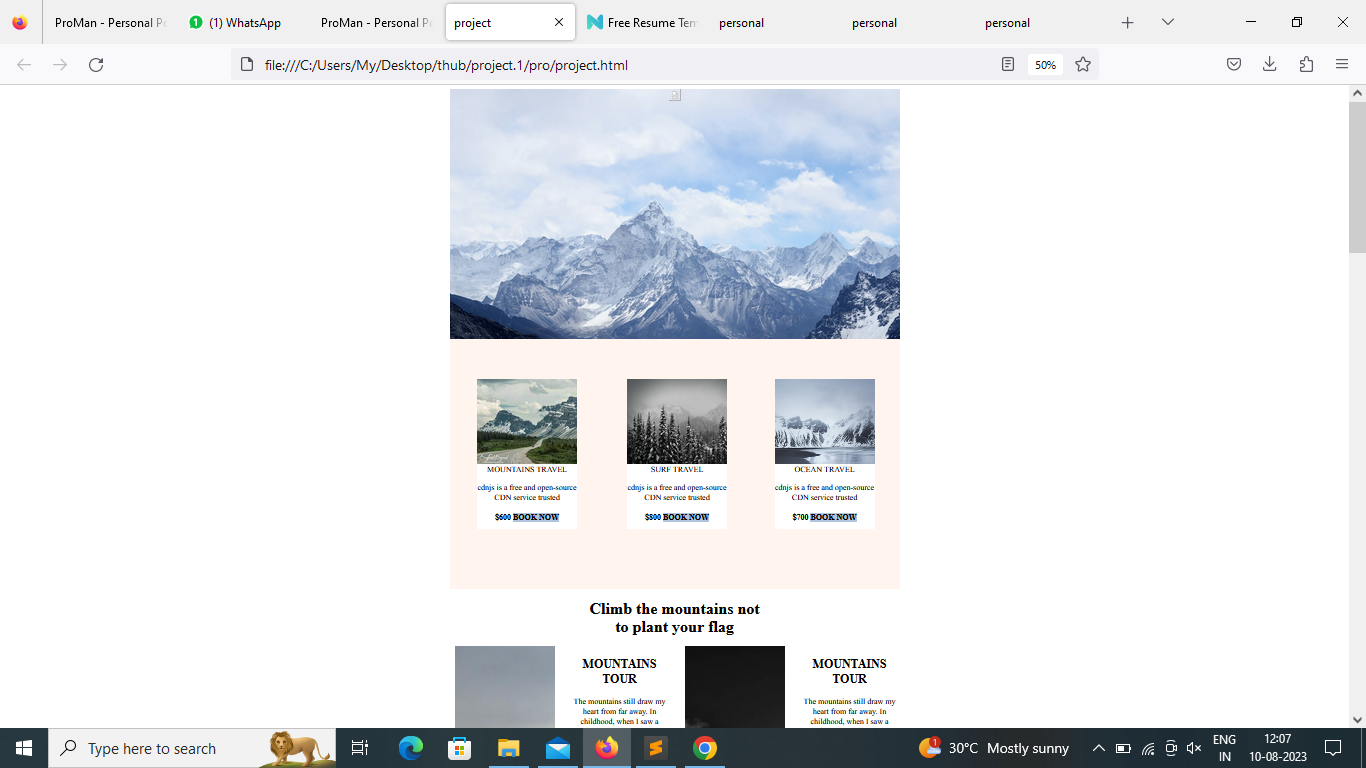 ProMan - Personal Po
(1) WhatsApp
ProMan - Personal Po
project
Free Resume Tem
personal
personal
personal
file:///C:/Users/My/Desktop/thub/project.1/pro/project.html
50%
MOUNTAINS TRAVEL
cdnjs is a free and open-source
CDN service trusted
$600 BOOK NOW
SURF TRAVEL
cdnjs is a free and open-source
CDN service trusted
$800 BOOK NOW
OCEAN TRAVEL
cdnjs is a free and open-source
CDN service trusted
$700 BOOK NOW
Climb the mountains not
to plant your flag
MOUNTAINS
TOUR
The mountains still draw my
heart from far away. In
childhood, when I saw a
MOUNTAINS
TOUR
The mountains still draw my
heart from far away. In
childhood, when I saw a
Type here to search
1
30°C Mostly sunny
ENG
IN
12:07
10-08-2023